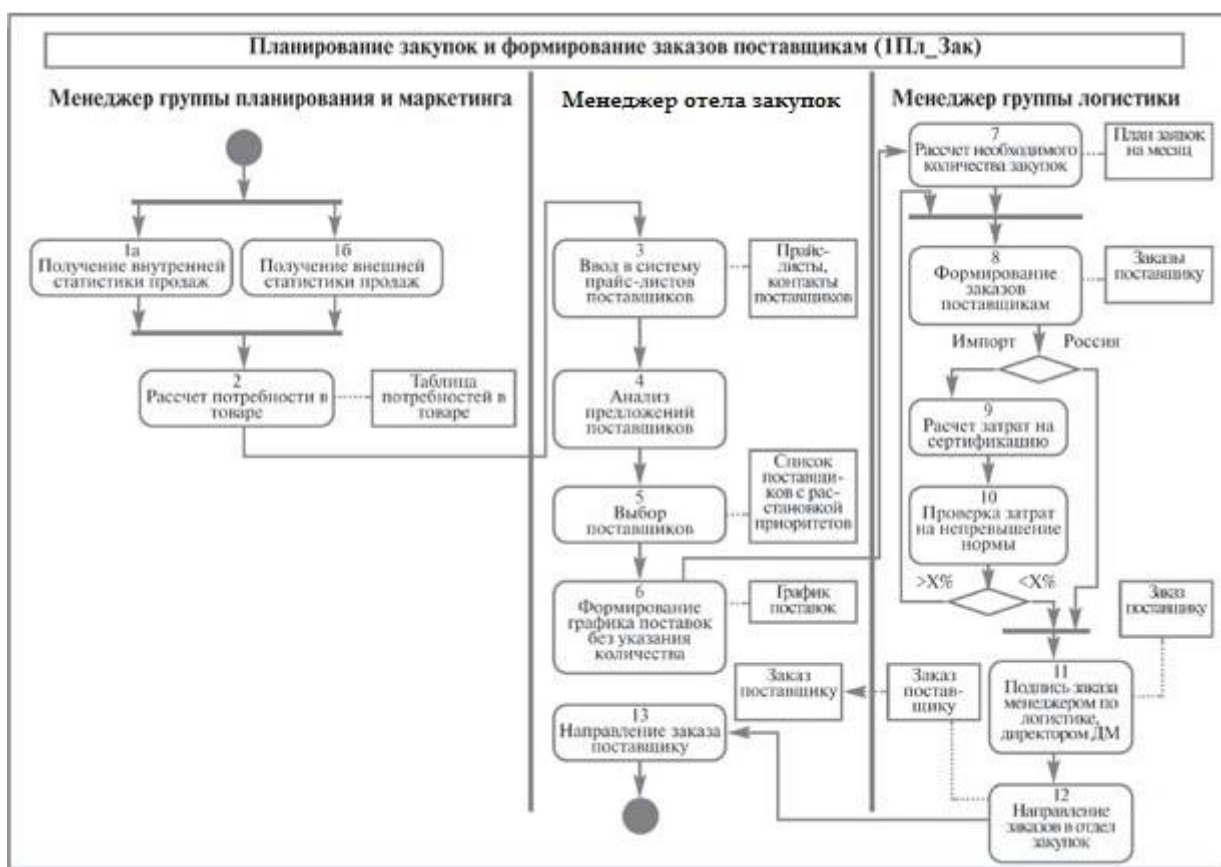 Планирование закупок и формирование заказов поставщикам (1Пл_Зак)
Менеджер группы планирования и маркетинга
1а
Получение внутренней
статистики продаж
1б
Получение внешней
статистики продаж
2
Рассчет потребности в
товаре
Таблица
потребностей в
товаре
Менеджер отела закупок
3
Ввод в систему
прайс-листов
поставщиков
Прайс-
листы,
контакты
поставщиков
4
Анализ
предложений
поставщиков
5
Выбор
поставщиков
Список
поставщи-
ков с рас-
становкой
приоритетов
6
Формирование
графика поставок
без указания
количества
График
поставок
Заказ
поставщику
13
Направление заказа
поставщику
Менеджер группы логистики
7
Рассчет необходимого
количества закупок
План заявок
на месяц
8
Формирование
заказов
поставщикам
Заказы
поставщику
Импорт
Россия
9
Расчет затрат на
сертификацию
10
Проверка затрат
на непревышение
нормы
>X%
<X%
Заказ
поставщику
Заказ
постав-
щику
11
Подпись заказа
менеджером по
логистике,
директором ДМ
12
Направление
заказов в отдел
закупок